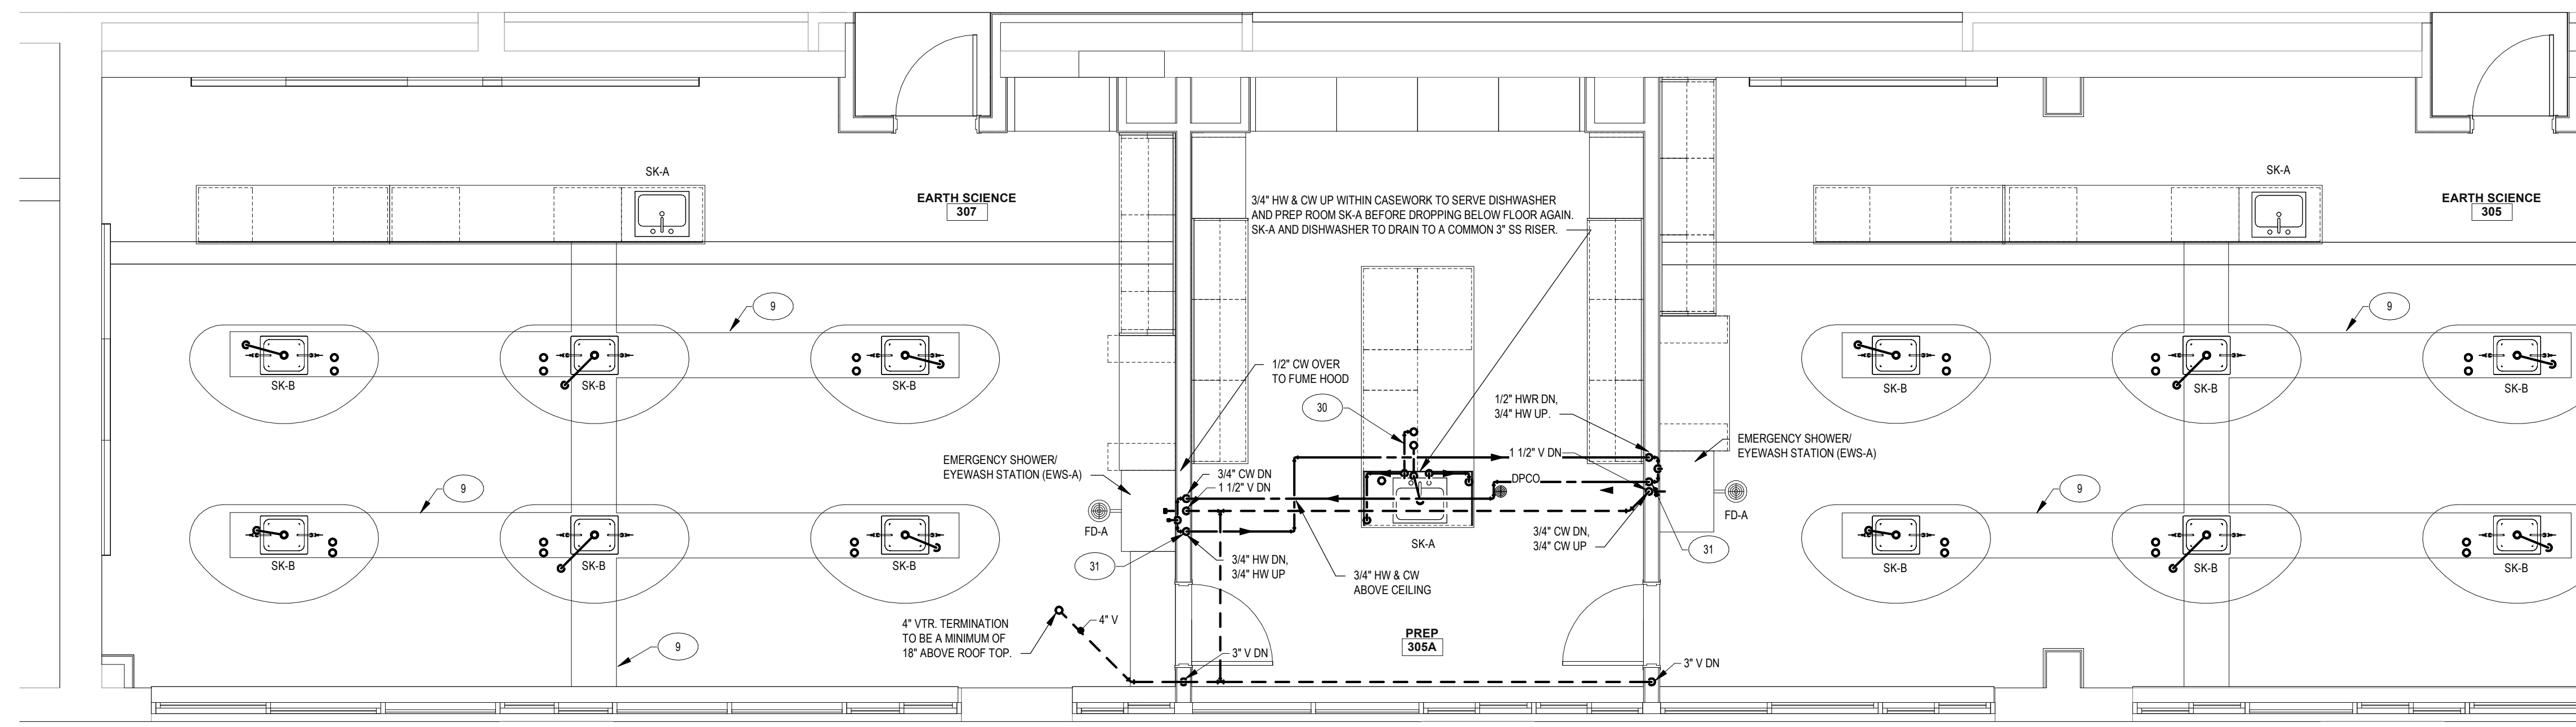 SK-A
EARTH SCIENCE
307
3/4" HW & CW UP WITHIN CASEWORK TO SERVE DISHWASHER
AND PREP ROOM SK-A BEFORE DROPPING BELOW FLOOR AGAIN.
SK-A AND DISHWASHER TO DRAIN TO A COMMON 3" SS RISER.
SK-A
EARTH SCIENCE
305
9
9
SK-B
SK-B
SK-B
1/2" CW OVER
TO FUME HOOD
30
1/2" HWR DN,
3/4" HW UP.
SK-B
SK-B
SK-B
EMERGENCY SHOWER/
EYEWASH STATION (EWS-A)
9
3/4" CW DN
1 1/2" V DN
1 1/2" V DN
DPCO
EMERGENCY SHOWER/
EYEWASH STATION (EWS-A)
9
FD-A
FD-A
SK-A
3/4" CW DN,
3/4" CW UP
31
31
3/4" HW DN,
3/4" HW UP
3/4" HW & CW
ABOVE CEILING
SK-B
SK-B
SK-B
SK-B
SK-B
SK-B
4" VTR. TERMINATION
TO BE A MINIMUM OF
18" ABOVE ROOF TOP.
4" V
9
3" V DN
PREP
305A
3" V DN